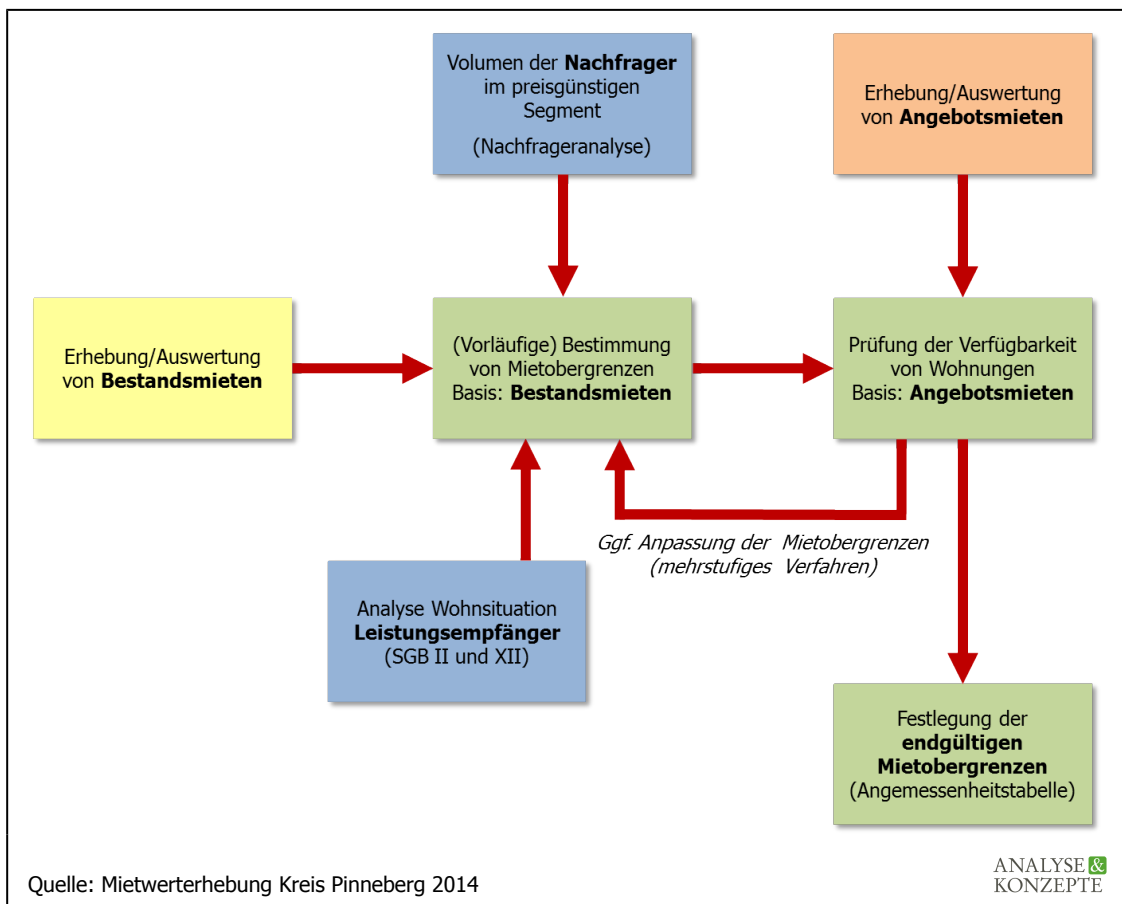 Volumen der Nachfrager
im preisgünstigen
Segment
(Nachfrageranalyse)
Erhebung/Auswertung
von Angebotsmieten
Erhebung/Auswertung
von Bestandsmieten
(Vorläufige) Bestimmung
von Mietobergrenzen
Basis: Bestandsmieten
Prüfung der Verfügbarkeit
von Wohnungen
Basis: Angebotsmieten
Ggf. Anpassung der Mietobergrenzen
(mehrstufiges Verfahren)
Analyse Wohnsituation
Leistungsempfänger
(SGB II und XII)
Festlegung der
endgültigen
Mietobergrenzen
(Angemessenheitstabelle)
Quelle: Mietwerterhebung Kreis Pinneberg 2014
ANALYSE &
KONZEPTE